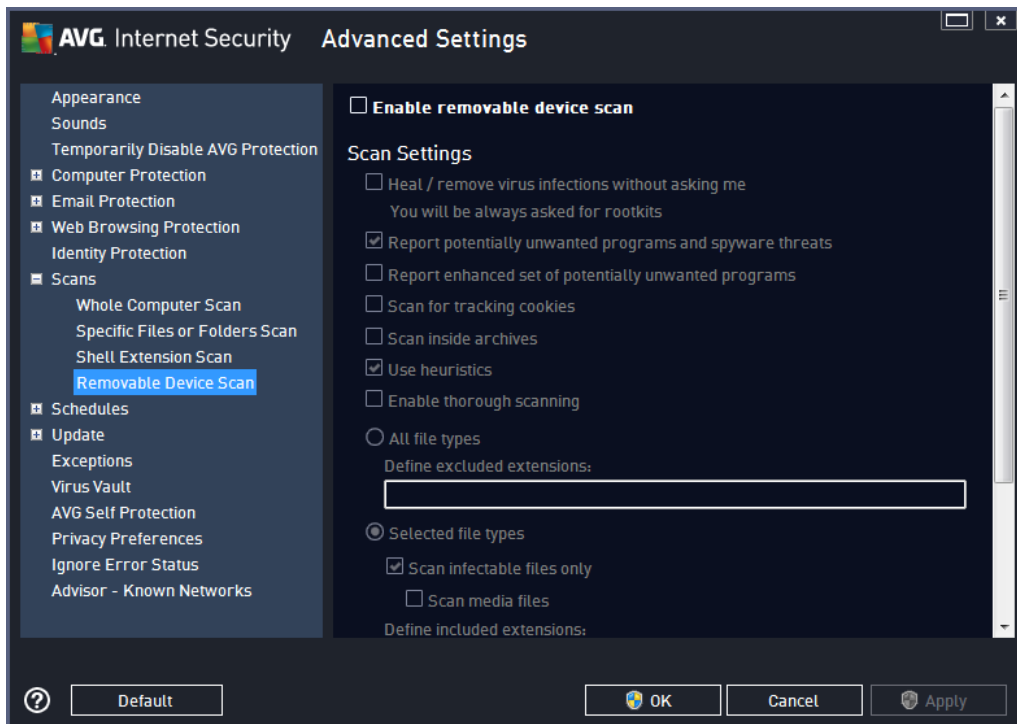 AVG. Internet Security Advanced Settings
Appearance
Sounds
Temporarily Disable AVG Protection
Computer Protection
Email Protection
Web Browsing Protection
Identity Protection
Scans
Whole Computer Scan
Specific Files or Folders Scan
Shell Extension Scan
Removable Device Scan
Schedules
Update
Exceptions
Virus Vault
AVG Self Protection
Privacy Preferences
Ignore Error Status
Advisor - Known Networks
Enable removable device scan
Scan Settings
Heal / remove virus infections without asking me
You will be always asked for rootkits
Report potentially unwanted programs and spyware threats
Report enhanced set of potentially unwanted programs
Scan for tracking cookies
Scan inside archives
Use heuristics
Enable thorough scanning
All file types
Define excluded extensions:
Selected file types
Scan infectable files only
Scan media files
Define included extensions:
? Default OK Cancel Apply